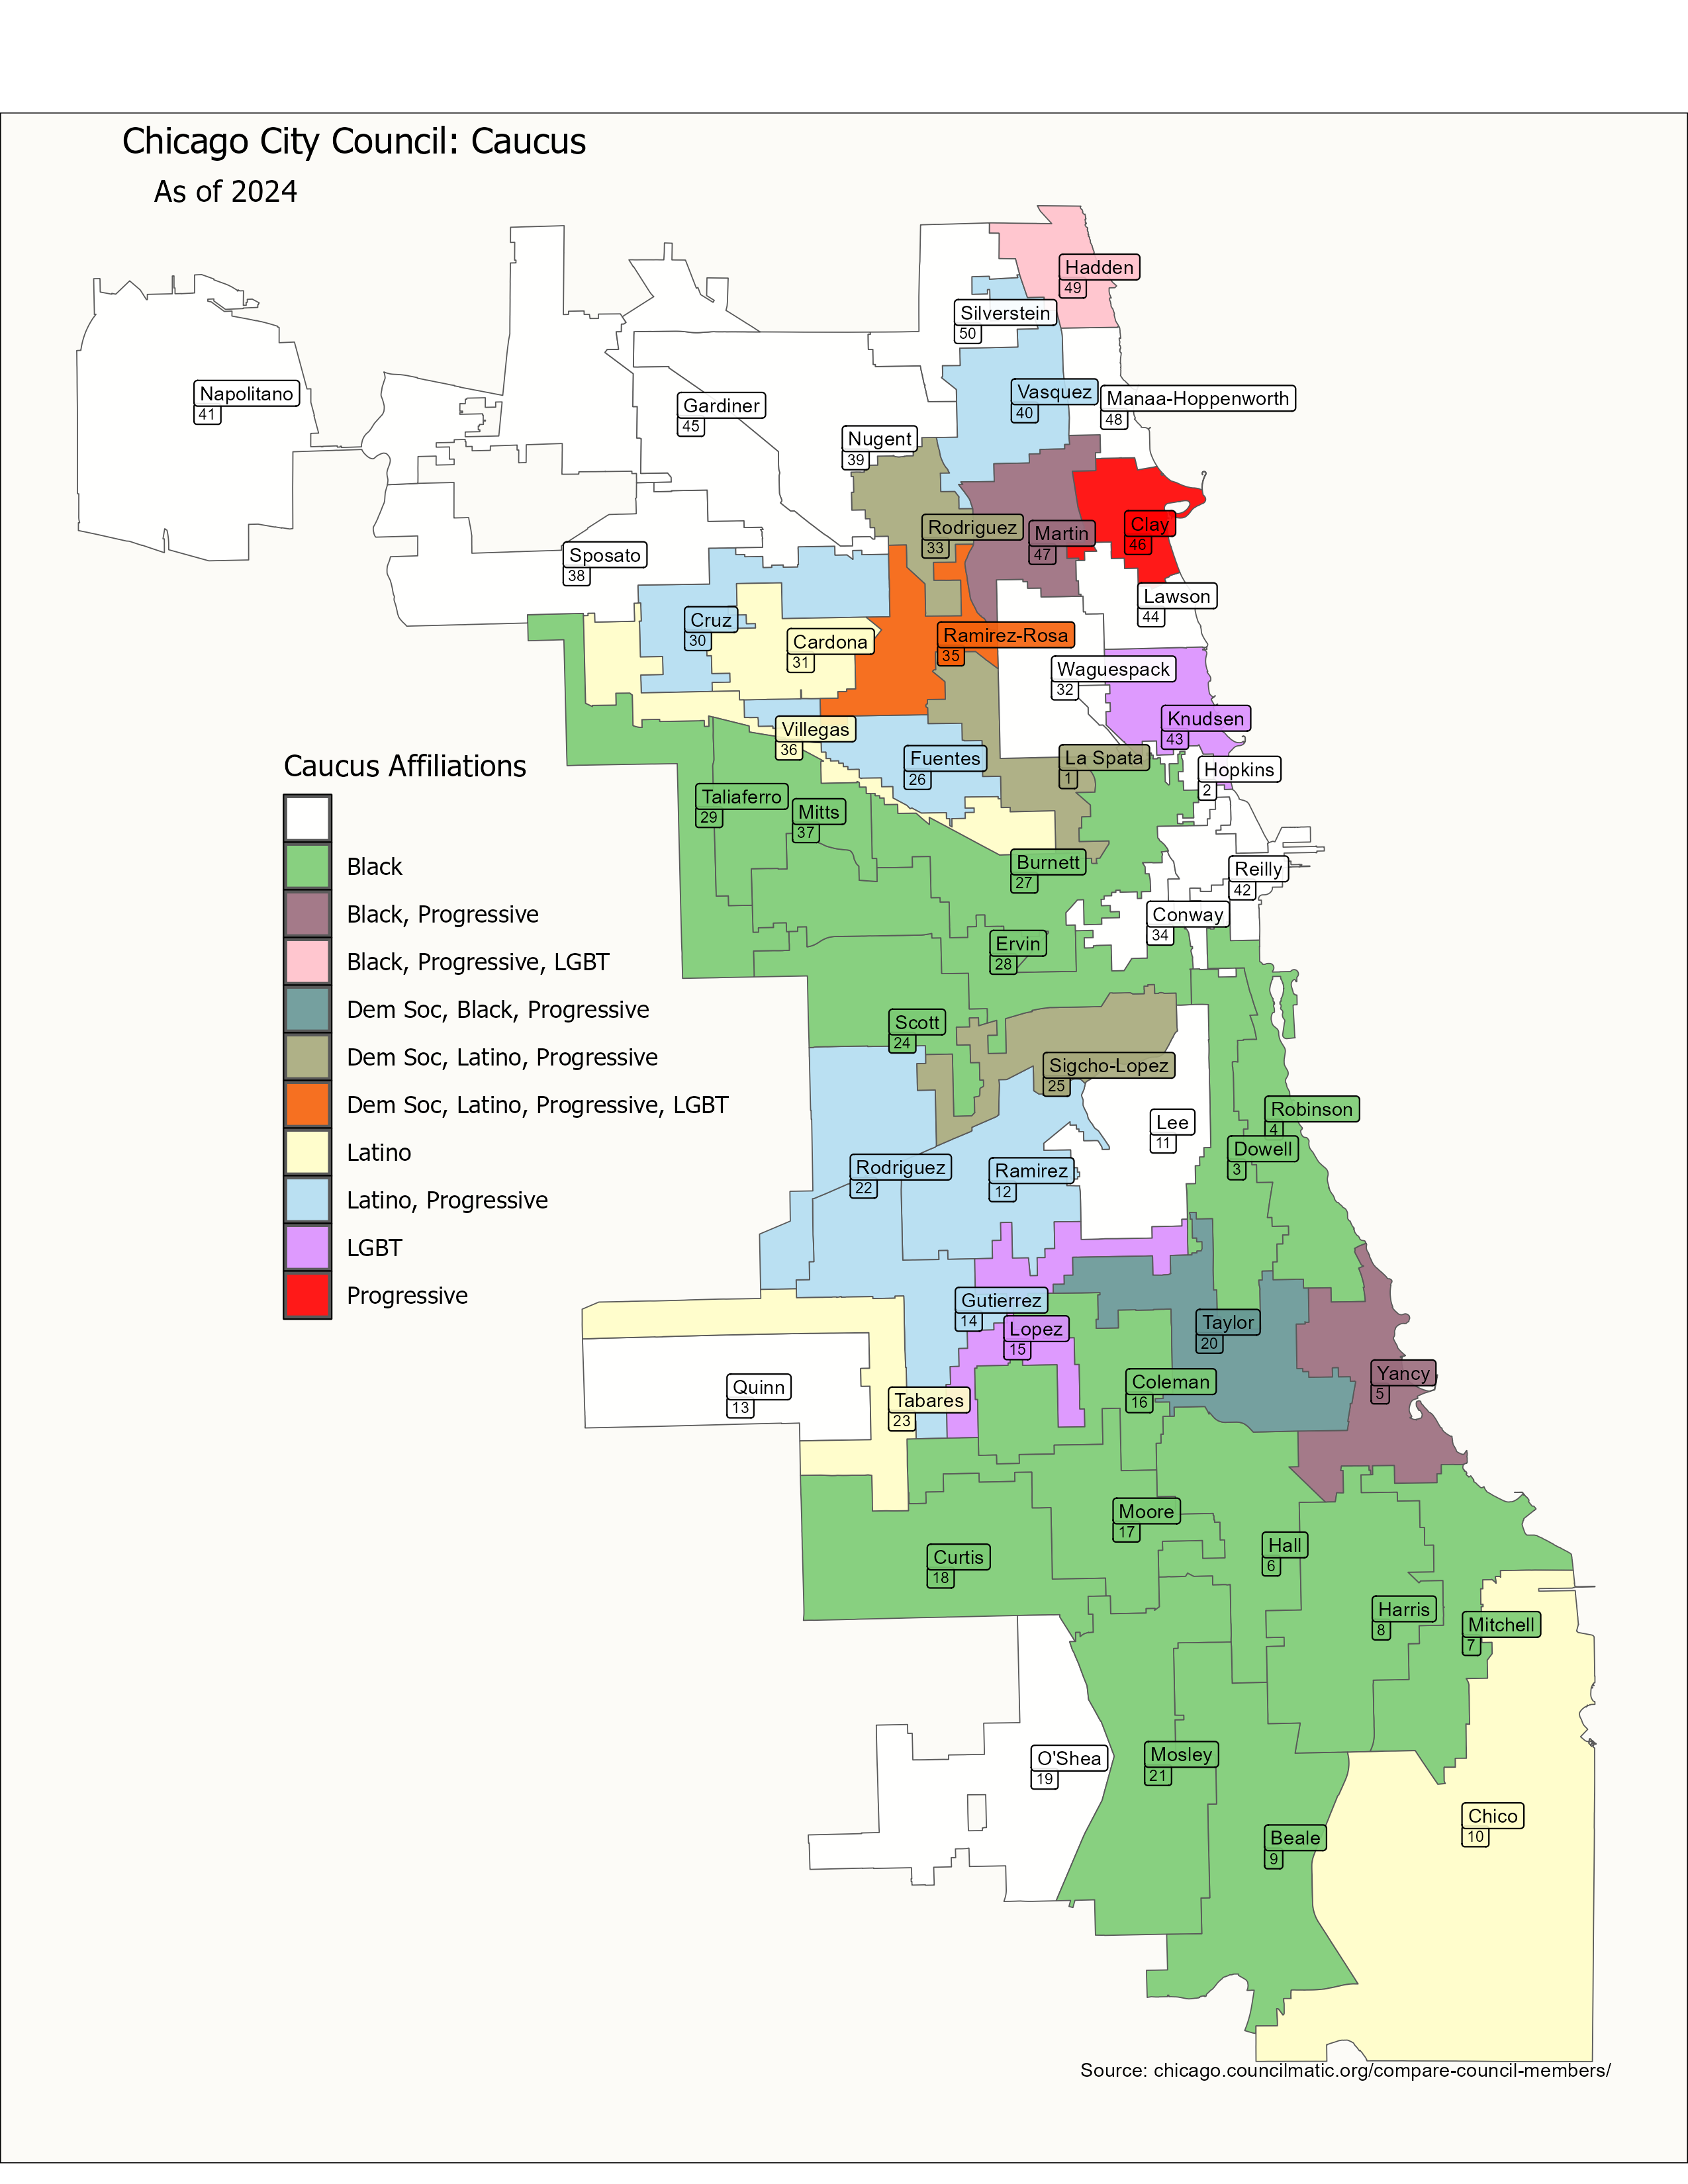 Chicago City Council: Caucus
As of 2024
Hadden
49
Silverstein
50
Napolitano
41
Vasquez
40
Manaa-Hoppenworth
48
Gardiner
45
Nugent
39
Rodriguez
33
Martin
47
Clay
46
Sposato
38
Lawson
44
Cruz
30
Cardona
31
Ramirez-Rosa
35
Waguespack
32
Villegas
36
Knudsen
43
Fuentes
26
La Spata
1
Hopkins
2
Taliaferro
29
Mitts
37
Burnett
27
Reilly
42
Conway
34
Ervin
28
Scott
24
Sigcho-Lopez
25
Robinson
4
Lee
11
Dowell
3
Rodriguez
22
Ramirez
12
Gutierrez
14
Lopez
15
Taylor
20
Quinn
13
Tabares
23
Coleman
16
Yancy
5
Moore
17
Curtis
18
Hall
6
Harris
8
Mitchell
7
O'Shea
19
Mosley
21
Chico
10
Beale
9
Caucus Affiliations
Black
Black, Progressive
Black, Progressive, LGBT
Dem Soc, Black, Progressive
Dem Soc, Latino, Progressive
Dem Soc, Latino, Progressive, LGBT
Latino
Latino, Progressive
LGBT
Progressive
Source: chicago.councilmatic.org/compare-council-members/